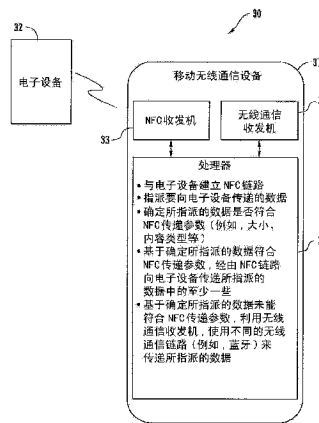 30
32
电子设备
移动无线通信设备
31
NFC收发机
无线通信
收发机
33
处理器
•与电子设备建立NFC链路
•指派要向电子设备传递的数据
•确定所指派的数据是否符合
NFC传递参数(例如,大小、
内容类型等)
•基于确定所指派的数据符合
NFC传递参数,经由NFC链路
向电子设备传递所指派的
数据中的至少一些
•基于确定所指派的数据未能
符合NFC传递参数,利用无线
通信收发机,使用不同的无线
通信链路(例如,蓝牙)来
传递所指派的数据